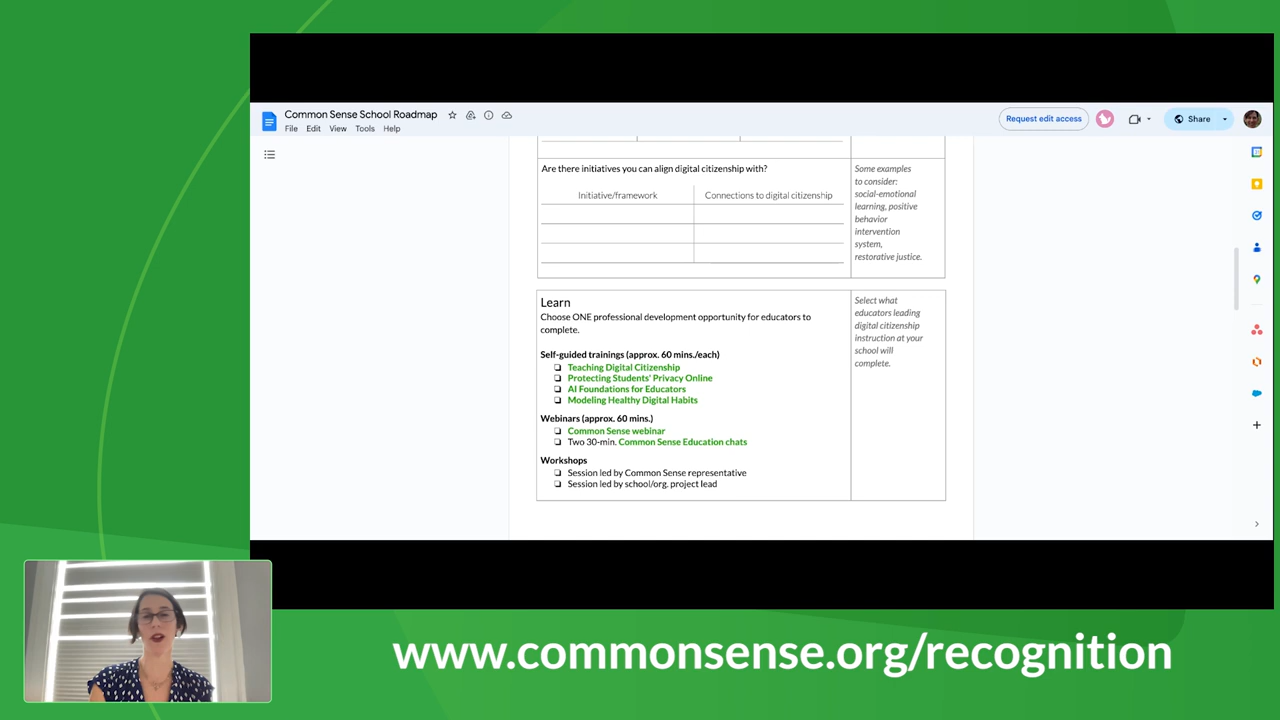 Common Sense School Roadmap
File Edit View Tools Help
Request edit access
Share
Are there initiatives you can align digital citizenship with?
Initiative/framework
Connections to digital citizenship
Some examples
to consider:
social-emotional
learning, positive
behavior
intervention
system,
restorative justice.
Learn
Choose ONE professional development opportunity for educators to
complete.
Self-guided trainings (approx. 60 mins./each)
Teaching Digital Citizenship
Protecting Students' Privacy Online
AI Foundations for Educators
Modeling Healthy Digital Habits
Webinars (approx. 60 mins.)
Common Sense webinar
Two 30-min. Common Sense Education chats
Workshops
Session led by Common Sense representative
Session led by school/org. project lead
Select what
educators leading
digital citizenship
instruction at your
school will
complete.
www.commonsense.org/recognition